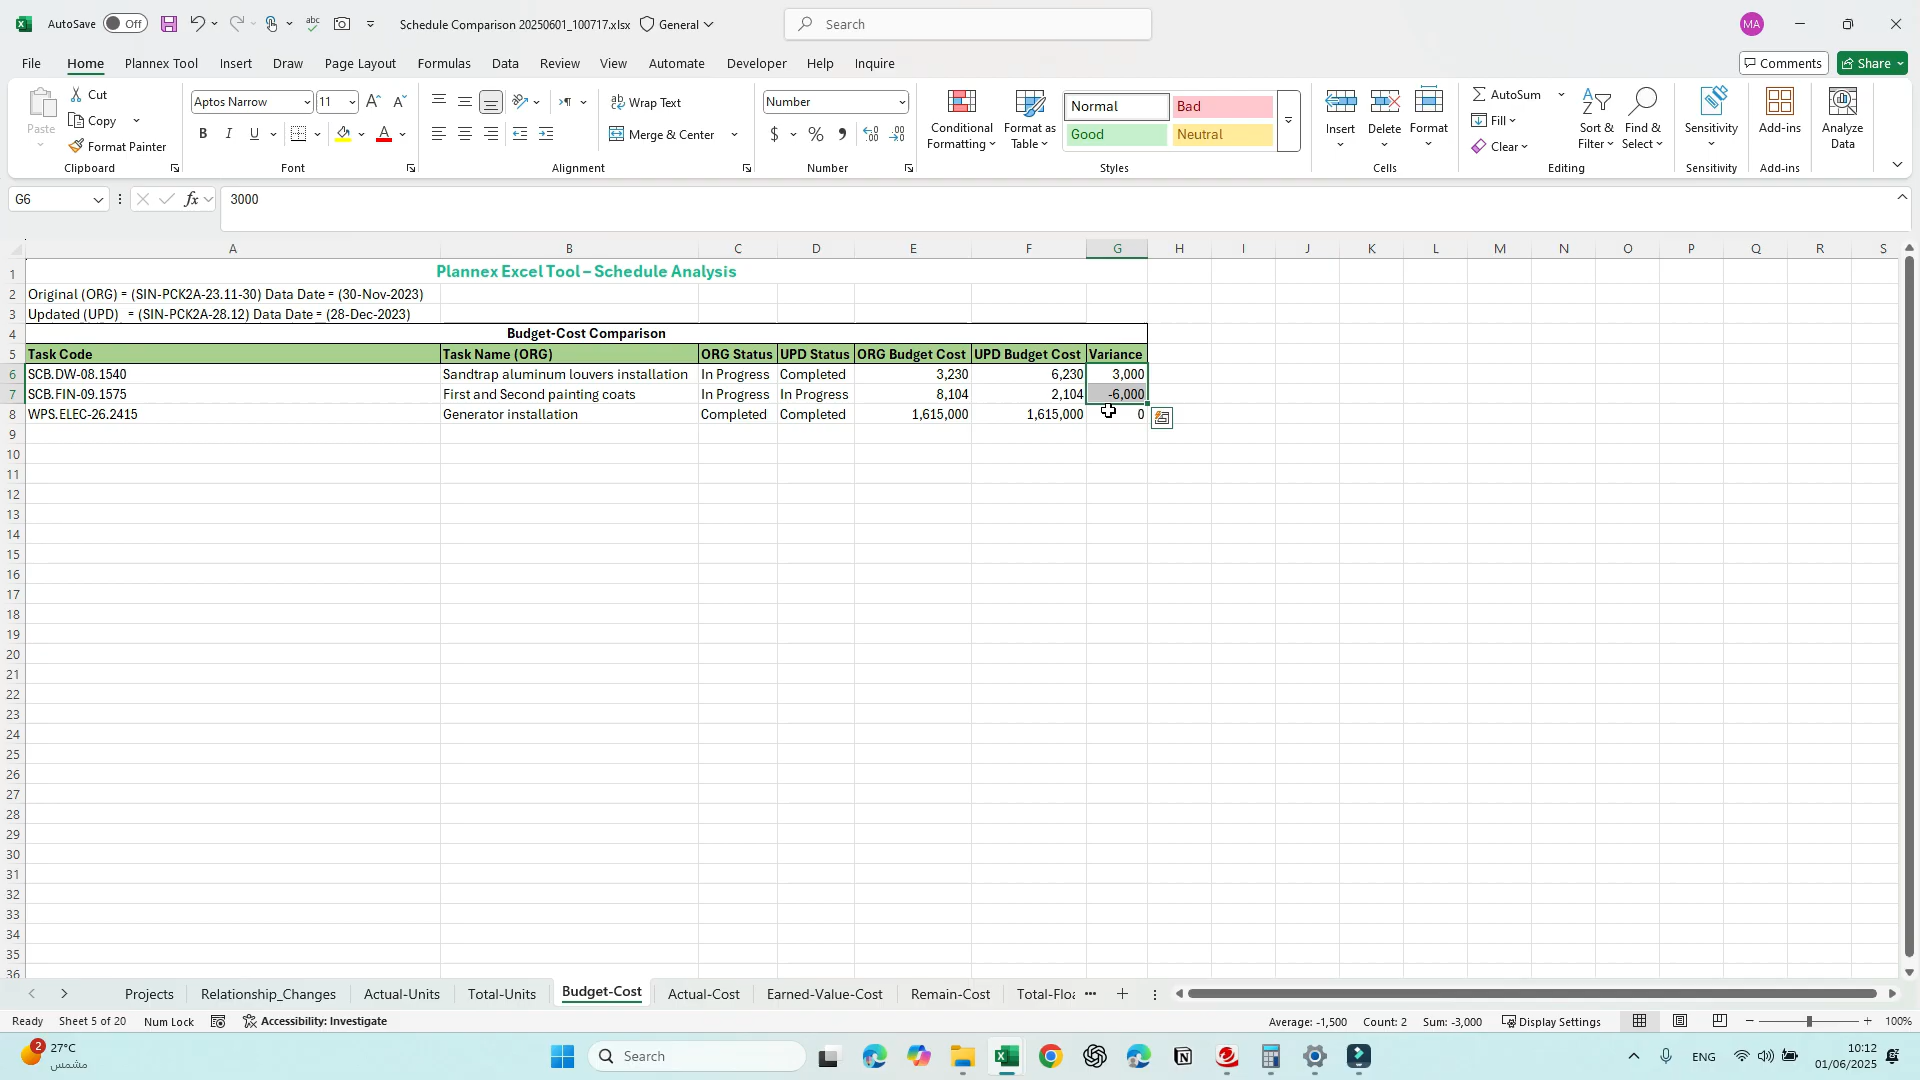 AutoSave Off Schedule Comparison 20250601_100717.xlsx General Search MA
File Home Plannex Tool Insert Draw Page Layout Formulas Data Review View Automate Developer Help Inquire Comments Share
Paste Cut Copy Format Painter Clipboard
Aptos Narrow 11 B I U Font
Wrap Text Merge & Center Alignment
Number $ % Number
Conditional Formatting Format as Table Normal Bad Good Neutral Styles
Insert Delete Format Cells
AutoSum Fill Clear Sort & Filter Find & Select Editing
Sensitivity Sensitivity
Add-ins Add-ins
Analyze Data
G6 fx 3000
A B C D E F G H I J K L M N O P Q R S
1 Plannex Excel Tool – Schedule Analysis
2 Original (ORG) = (SIN-PCK2A-23.11-30) Data Date = (30-Nov-2023)
3 Updated (UPD) = (SIN-PCK2A-28.12) Data Date = (28-Dec-2023)
4 Budget-Cost Comparison
5 Task Code Task Name (ORG) ORG Status UPD Status ORG Budget Cost UPD Budget Cost Variance
6 SCB.DW-08.1540 Sandtrap aluminum louvers installation In Progress Completed 3,230 6,230 3,000
7 SCB.FIN-09.1575 First and Second painting coats In Progress In Progress 8,104 2,104 -6,000
8 WPS.ELEC-26.2415 Generator installation Completed Completed 1,615,000 1,615,000 0
9
10
11
12
13
14
15
16
17
18
19
20
21
22
23
24
25
26
27
28
29
30
31
32
33
34
35
36
Projects Relationship_Changes Actual-Units Total-Units Budget-Cost Actual-Cost Earned-Value-Cost Remain-Cost Total-Floa
Ready Sheet 5 of 20 Num Lock Accessibility: Investigate Average: -1,500 Count: 2 Sum: -3,000 Display Settings 100%
2 27°C Search ENG 10:12
مشمس 01/06/2025